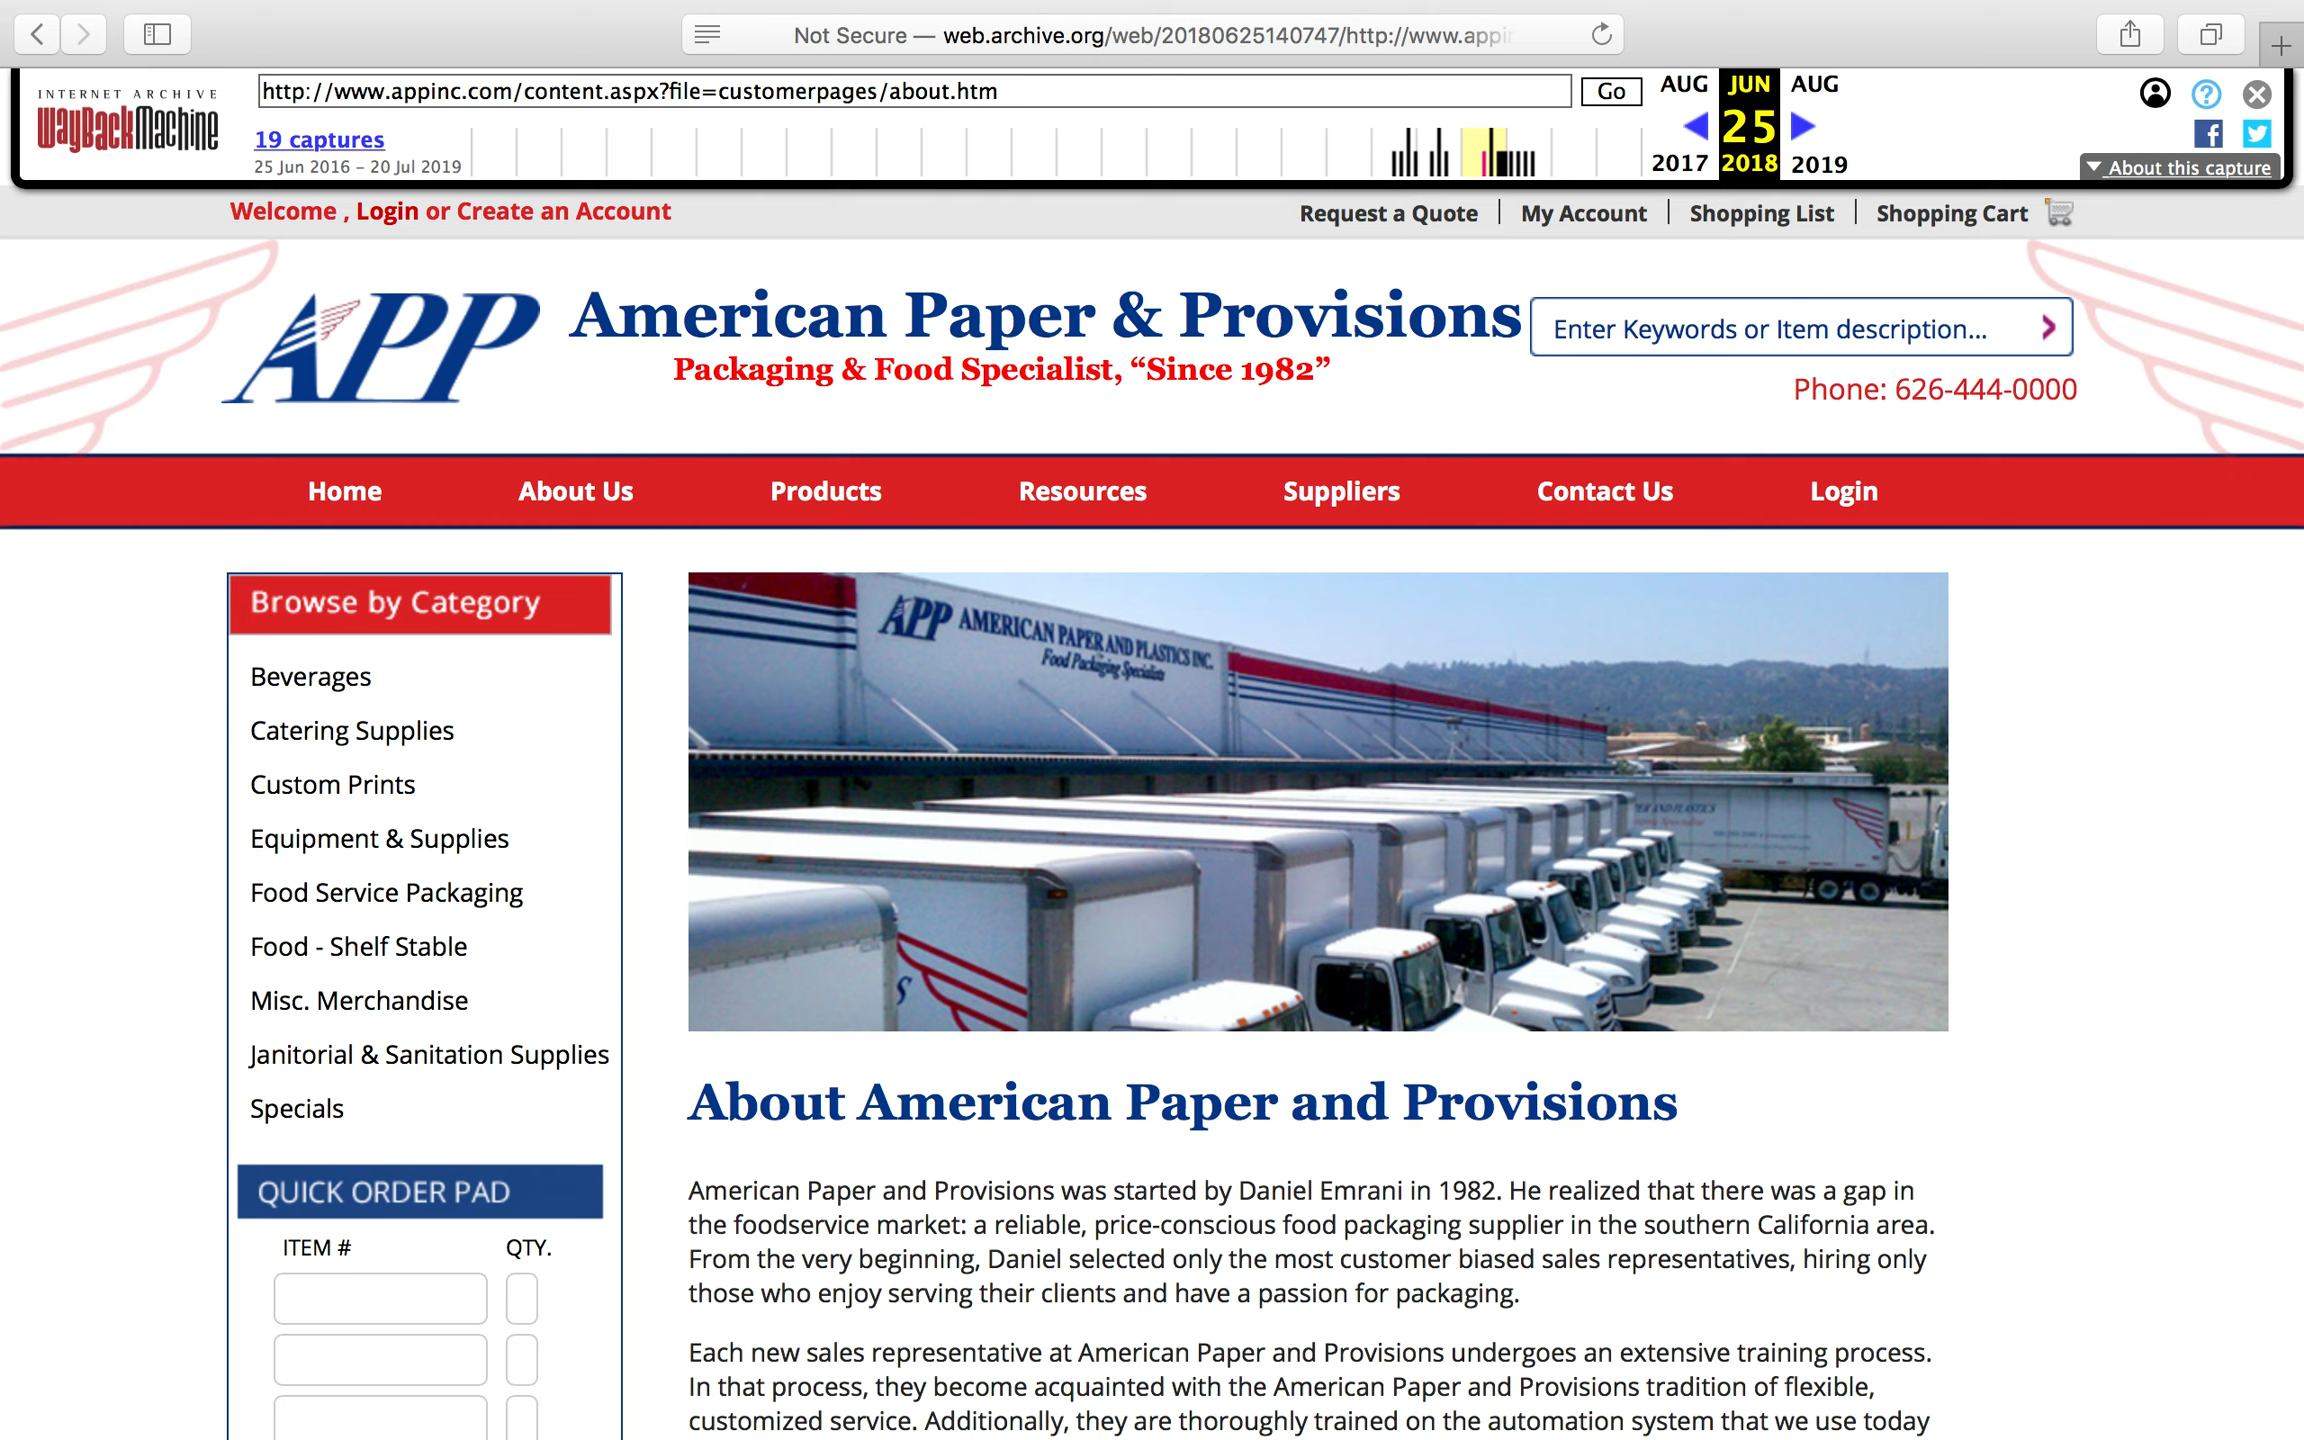 Not Secure — web.archive.org/web/20180625140747/http://www.appi
INTERNET ARCHIVE
WayBackMachine
http://www.appinc.com/content.aspx?file=customerpages/about.htm
Go
AUG JUN AUG
19 captures
25
25 Jun 2016 – 20 Jul 2019
2017 2018 2019
About this capture
Welcome , Login or Create an Account
Request a Quote
My Account
Shopping List
Shopping Cart
APP
American Paper & Provisions
Packaging & Food Specialist, “Since 1982”
Enter Keywords or Item description...
Phone: 626-444-0000
Home
About Us
Products
Resources
Suppliers
Contact Us
Login
Browse by Category
Beverages
Catering Supplies
Custom Prints
Equipment & Supplies
Food Service Packaging
Food - Shelf Stable
Misc. Merchandise
Janitorial & Sanitation Supplies
Specials
QUICK ORDER PAD
ITEM # QTY.
APP AMERICAN PAPER AND PLASTICS INC.
Food Packaging Specialists
AND PLASTICS
S
About American Paper and Provisions
American Paper and Provisions was started by Daniel Emrani in 1982. He realized that there was a gap in
the foodservice market: a reliable, price-conscious food packaging supplier in the southern California area.
From the very beginning, Daniel selected only the most customer biased sales representatives, hiring only
those who enjoy serving their clients and have a passion for packaging.
Each new sales representative at American Paper and Provisions undergoes an extensive training process.
In that process, they become acquainted with the American Paper and Provisions tradition of flexible,
customized service. Additionally, they are thoroughly trained on the automation system that we use today